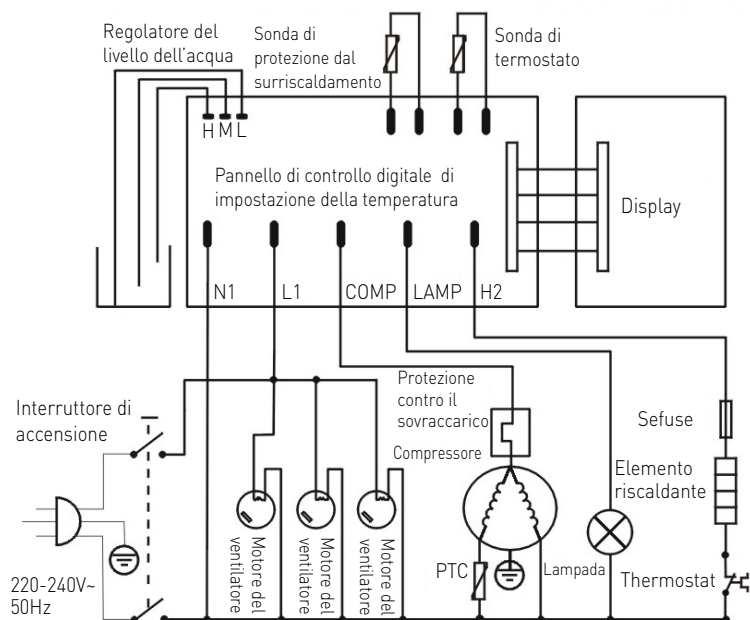 Regolatore del
livello dell'acqua
Sonda di
protezione dal
surriscaldamento
Sonda di
termostato
H M L
Pannello di controllo digitale di
impostazione della temperatura
Display
N1
L1
COMP
LAMP
H2
Interruttore di
accensione
Protezione
contro il
sovraccarico
Compressore
Sefuse
Elemento
riscaldante
Motore del
ventilatore
Motore del
ventilatore
Motore del
ventilatore
PTC
Lampada
Thermostat
220-240V~
50Hz